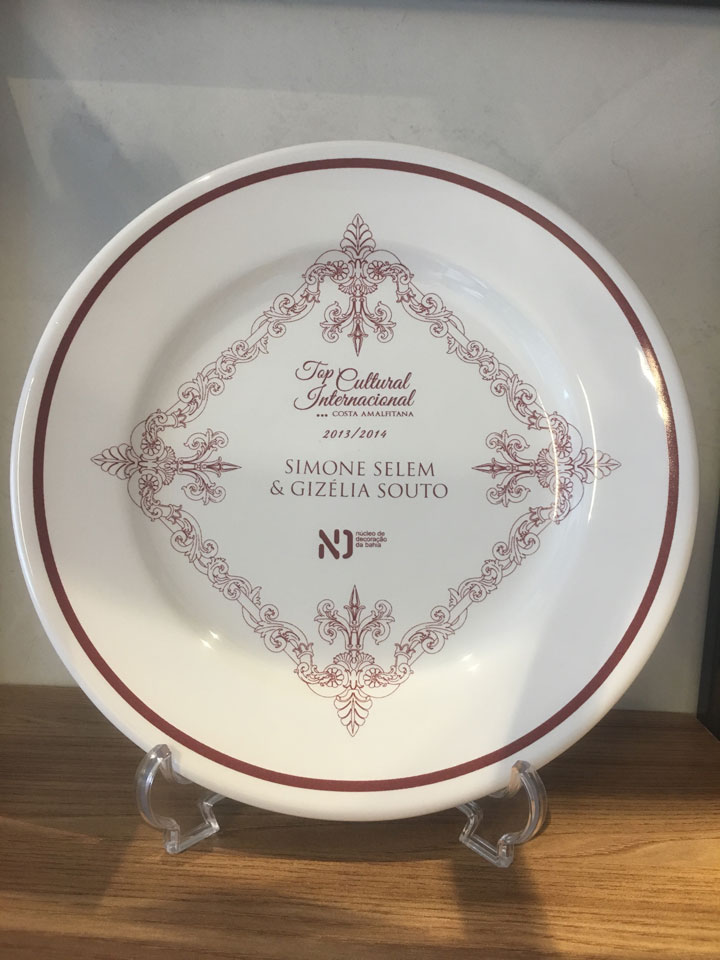 Top Cultural
Internacional
... COSTA AMALFITANA
2013/2014
SIMONE SELEM
& GIZÉLIA SOUTO
ND núcleo de
decoração
da bahia